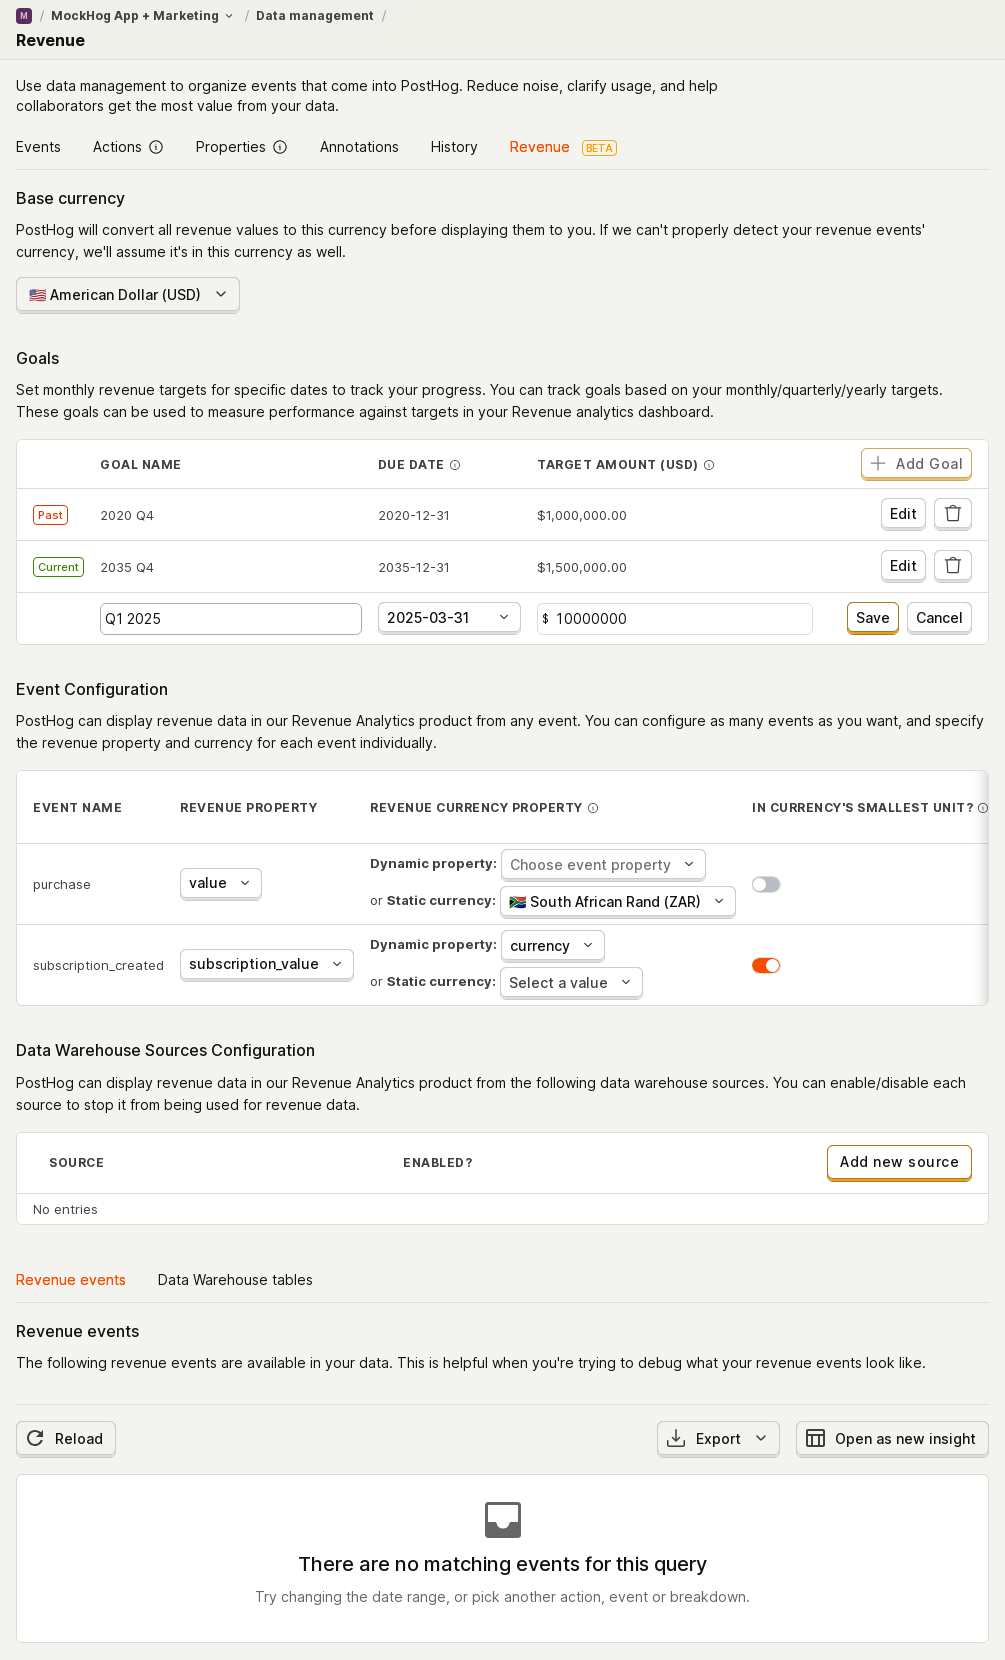 M / MockHog App + Marketing / Data management /
Revenue
Use data management to organize events that come into PostHog. Reduce noise, clarify usage, and help
collaborators get the most value from your data.
Events Actions Properties Annotations History Revenue BETA
Base currency
PostHog will convert all revenue values to this currency before displaying them to you. If we can't properly detect your revenue events'
currency, we'll assume it's in this currency as well.
🇺🇸 American Dollar (USD)
Goals
Set monthly revenue targets for specific dates to track your progress. You can track goals based on your monthly/quarterly/yearly targets.
These goals can be used to measure performance against targets in your Revenue analytics dashboard.
GOAL NAME DUE DATE TARGET AMOUNT (USD) Add Goal
Past 2020 Q4 2020-12-31 $1,000,000.00 Edit
Current 2035 Q4 2035-12-31 $1,500,000.00 Edit
Q1 2025 2025-03-31 $ 10000000 Save Cancel
Event Configuration
PostHog can display revenue data in our Revenue Analytics product from any event. You can configure as many events as you want, and specify
the revenue property and currency for each event individually.
EVENT NAME REVENUE PROPERTY REVENUE CURRENCY PROPERTY IN CURRENCY'S SMALLEST UNIT?
purchase value Dynamic property: Choose event property
or Static currency: 🇿🇦 South African Rand (ZAR)
subscription_created subscription_value Dynamic property: currency
or Static currency: Select a value
Data Warehouse Sources Configuration
PostHog can display revenue data in our Revenue Analytics product from the following data warehouse sources. You can enable/disable each
source to stop it from being used for revenue data.
SOURCE ENABLED? Add new source
No entries
Revenue events Data Warehouse tables
Revenue events
The following revenue events are available in your data. This is helpful when you're trying to debug what your revenue events look like.
Reload Export Open as new insight
There are no matching events for this query
Try changing the date range, or pick another action, event or breakdown.